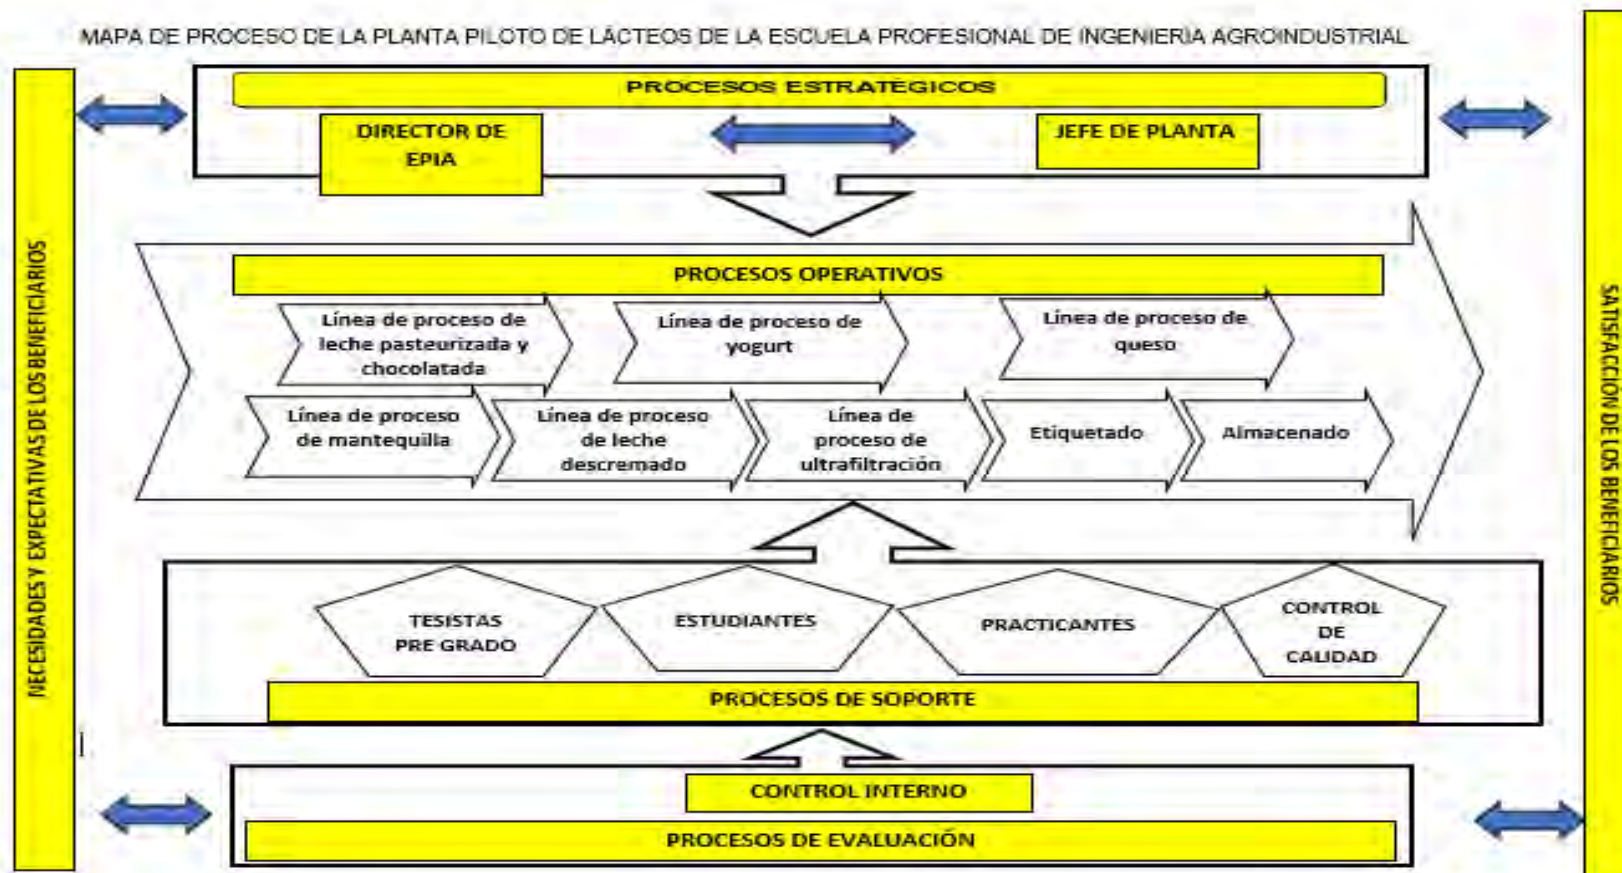 MAPA DE PROCESO DE LA PLANTA PILOTO DE LÁCTEOS DE LA ESCUELA PROFESIONAL DE INGENIERÍA AGROINDUSTRIAL
NECESIDADES Y EXPECTATIVAS DE LOS BENEFICIARIOS
PROCESOS ESTRATÉGICOS
DIRECTOR DE
EPIA
JEFE DE PLANTA
PROCESOS OPERATIVOS
Línea de proceso de
leche pasteurizada y
chocolatada
Línea de proceso de
yogurt
Línea de proceso de
queso
Línea de proceso
de mantequilla
Línea de proceso
de leche
descremado
Línea de
proceso de
ultrafiltración
Etiquetado
Almacenado
TESISTAS
PRE GRADO
ESTUDIANTES
PRACTICANTES
CONTROL
DE
CALIDAD
PROCESOS DE SOPORTE
CONTROL INTERNO
PROCESOS DE EVALUACIÓN
SATISFACCIÓN DE LOS BENEFICIARIOS